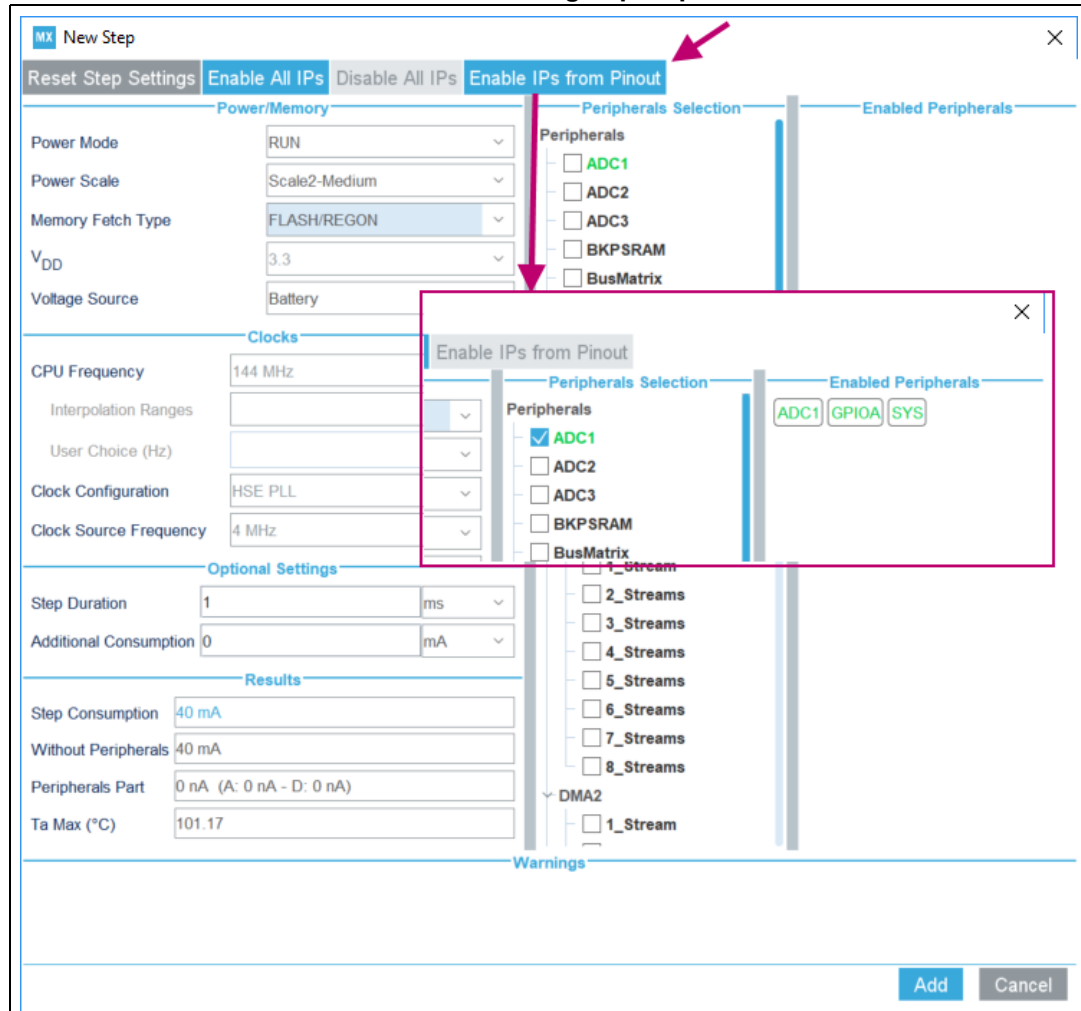 MX New Step
Reset Step Settings Enable All IPs Disable All IPs Enable IPs from Pinout
Power/Memory
Power Mode RUN
Power Scale Scale2-Medium
Memory Fetch Type FLASH/REGON
VDD 3.3
Voltage Source Battery
Clocks
CPU Frequency 144 MHz
Interpolation Ranges
User Choice (Hz)
Clock Configuration HSE PLL
Clock Source Frequency 4 MHz
Optional Settings
Step Duration 1 ms
Additional Consumption 0 mA
Results
Step Consumption 40 mA
Without Peripherals 40 mA
Peripherals Part 0 nA (A: 0 nA - D: 0 nA)
Ta Max (°C) 101.17
Peripherals Selection
Peripherals
ADC1
ADC2
ADC3
BKPSRAM
BusMatrix
Enabled Peripherals
Enable IPs from Pinout
Peripherals Selection
Peripherals
ADC1
ADC2
ADC3
BKPSRAM
BusMatrix
Enabled Peripherals
ADC1 GPIOA SYS
1_Stream
2_Streams
3_Streams
4_Streams
5_Streams
6_Streams
7_Streams
8_Streams
DMA2
1_Stream
Warnings
Add Cancel